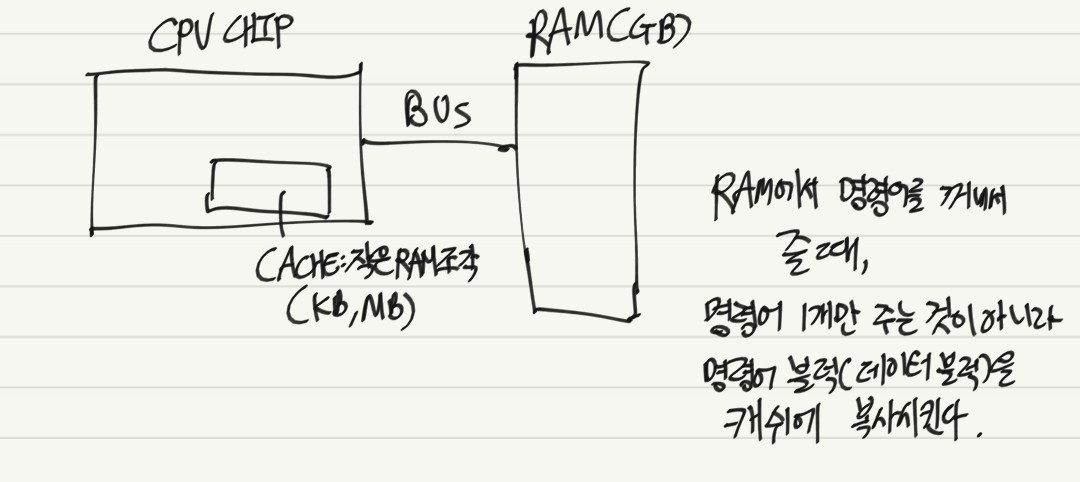 CPU CHIP
RAM(GB)
BUS
CACHE:작은RAM조각
(KB, MB)
RAM에서 명령어를 꺼내서
줄 때,
명령어 1개만 주는 것이 아니라
명령어 블럭(데이터 블럭)을
캐쉬에 복사시킨다.